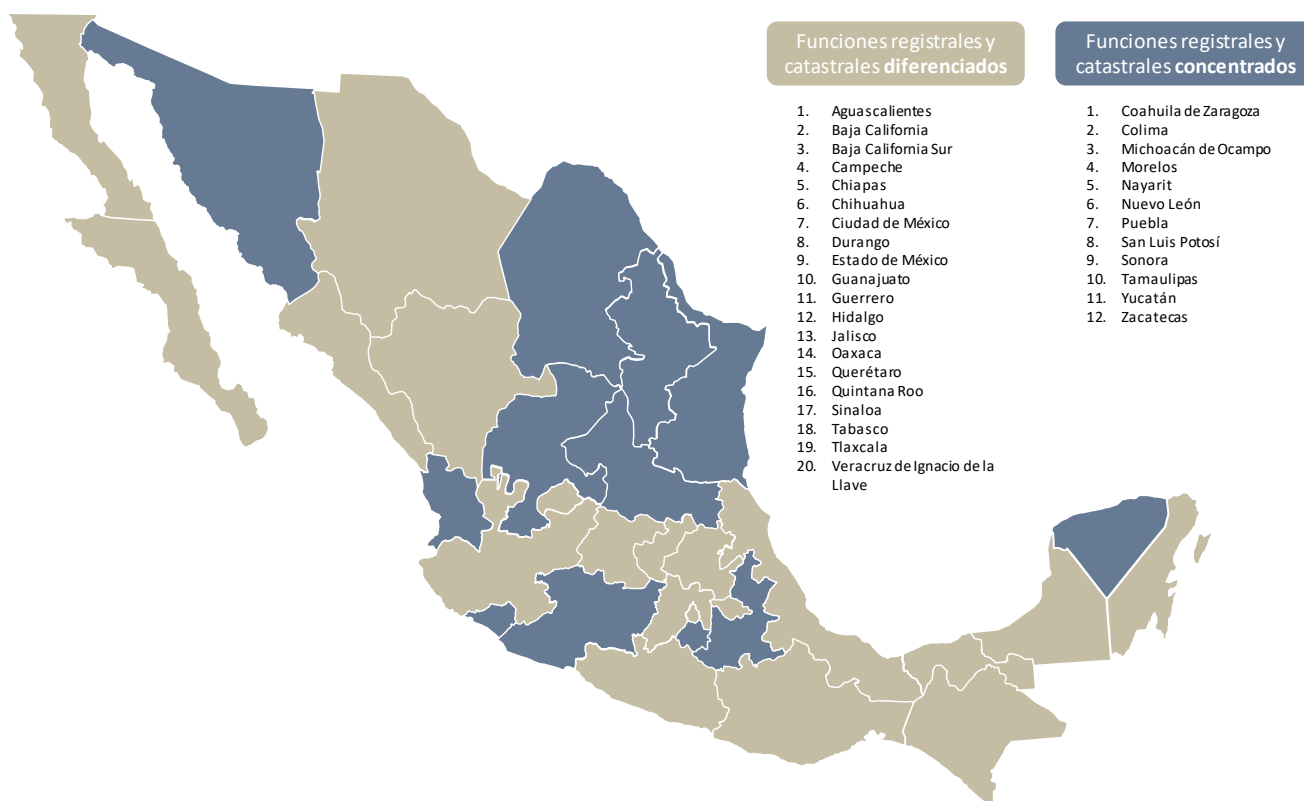 Funciones registrales y
catastrales diferenciados
1. Aguascalientes
2. Baja California
3. Baja California Sur
4. Campeche
5. Chiapas
6. Chihuahua
7. Ciudad de México
8. Durango
9. Estado de México
10. Guanajuato
11. Guerrero
12. Hidalgo
13. Jalisco
14. Oaxaca
15. Querétaro
16. Quintana Roo
17. Sinaloa
18. Tabasco
19. Tlaxcala
20. Veracruz de Ignacio de la
Llave
Funciones registrales y
catastrales concentrados
1. Coahuila de Zaragoza
2. Colima
3. Michoacán de Ocampo
4. Morelos
5. Nayarit
6. Nuevo León
7. Puebla
8. San Luis Potosí
9. Sonora
10. Tamaulipas
11. Yucatán
12. Zacatecas